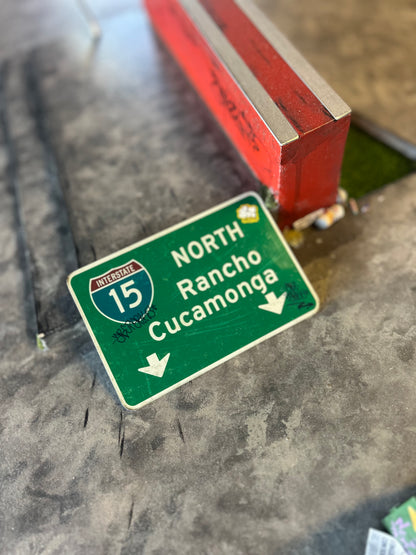 NORTH
INTERSTATE
15
Rancho
Cucamonga